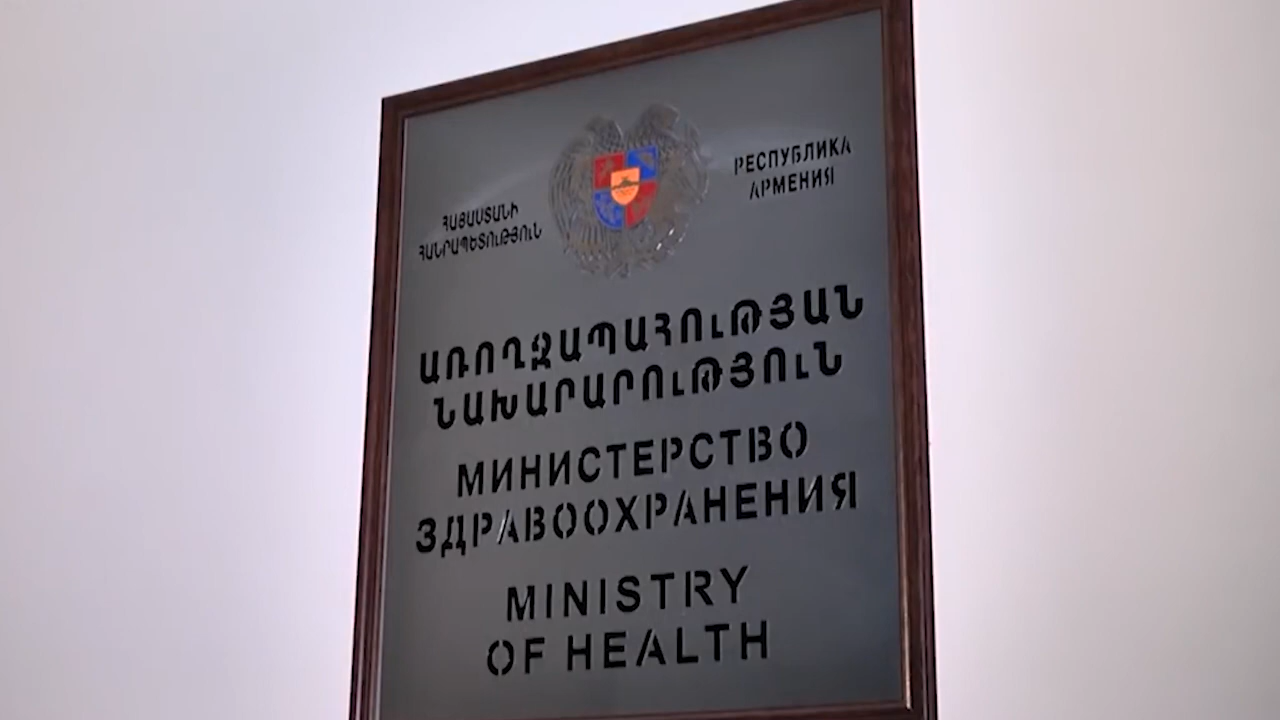 ՀԱՅԱՍՏԱՆԻ
ՀԱՆՐԱՊԵՏՈՒԹՅՈՒՆ
РЕСПУБЛИКА
АРМЕНИЯ
ԱՌՈՂՋԱՊԱՀՈՒԹՅԱՆ
ՆԱԽԱՐԱՐՈՒԹՅՈՒՆ
МИНИСТЕРСТВО
ЗДРАВООХРАНЕНИЯ
MINISTRY
OF HEALTH